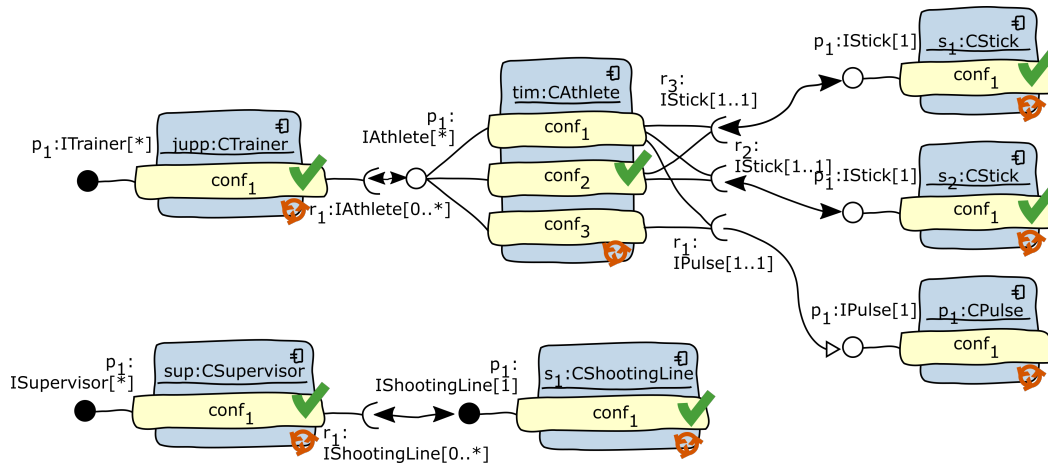 p1:IStick[1]
s1:CStick
conf1
r3:
IStick[1..1]
tim:CAthlete
p1:
IAthlete[*]
conf1
p1:ITrainer[*]
jupp:CTrainer
conf1
r1:IAthlete[0..*]
conf2
conf3
r2:
IStick[1..1]
p1:IStick[1]
s2:CStick
conf1
r1:
IPulse[1..1]
p1:IPulse[1]
p1:CPulse
conf1
p1:
ISupervisor[*]
sup:CSupervisor
conf1
r1:
IShootingLine[0..*]
p1:
IShootingLine[1]
s1:CShootingLine
conf1